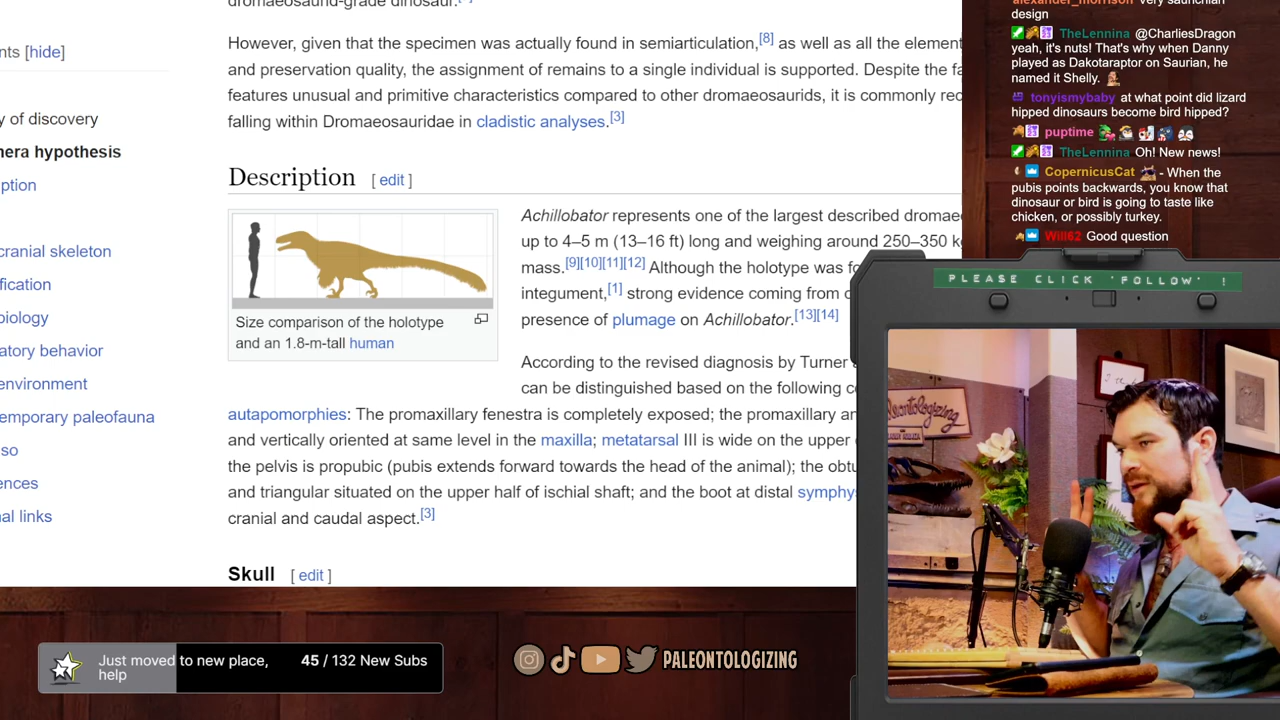 dromaeosaurid-grade dinosaur.
However, given that the specimen was actually found in semiarticulation,[8] as well as all the element
and preservation quality, the assignment of remains to a single individual is supported. Despite the fa
features unusual and primitive characteristics compared to other dromaeosaurids, it is commonly rec
falling within Dromaeosauridae in cladistic analyses.[3]
nts [hide]
y of discovery
nera hypothesis
ption
cranial skeleton
ification
biology
atory behavior
environment
emporary paleofauna
so
ences
nal links
Description [ edit ]
Size comparison of the holotype
and an 1.8-m-tall human
Achillobator represents one of the largest described dromae
up to 4–5 m (13–16 ft) long and weighing around 250–350 k
mass.[9][10][11][12] Although the holotype was fo
integument,[1] strong evidence coming from
presence of plumage on Achillobator.[13][14]
According to the revised diagnosis by Turner
can be distinguished based on the following c
autapomorphies: The promaxillary fenestra is completely exposed; the promaxillary an
and vertically oriented at same level in the maxilla; metatarsal III is wide on the upper
the pelvis is propubic (pubis extends forward towards the head of the animal); the obtu
and triangular situated on the upper half of ischial shaft; and the boot at distal symphy
cranial and caudal aspect.[3]
Skull [ edit ]
alexander_morrison very saurichian
design
TheLennina @CharliesDragon
yeah, it's nuts! That's why when Danny
played as Dakotaraptor on Saurian, he
named it Shelly.
tonyismybaby at what point did lizard
hipped dinosaurs become bird hipped?
puptime
TheLennina Oh! New news!
CopernicusCat - When the
pubis points backwards, you know that
dinosaur or bird is going to taste like
chicken, or possibly turkey.
Will62 Good question
PLEASE CLICK 'FOLLOW' !
Paleontologizing
Just moved to new place,
help
45 / 132 New Subs
PALEONTOLOGIZING